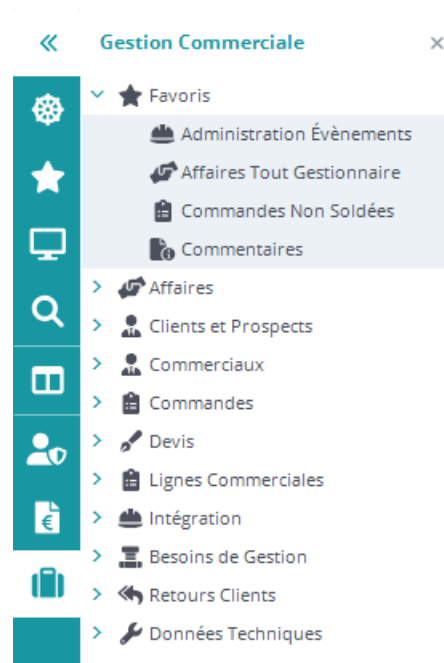 Gestion Commerciale
Favoris
Administration Évènements
Affaires Tout Gestionnaire
Commandes Non Soldées
Commentaires
Affaires
Clients et Prospects
Commerciaux
Commandes
Devis
Lignes Commerciales
Intégration
Besoins de Gestion
Retours Clients
Données Techniques